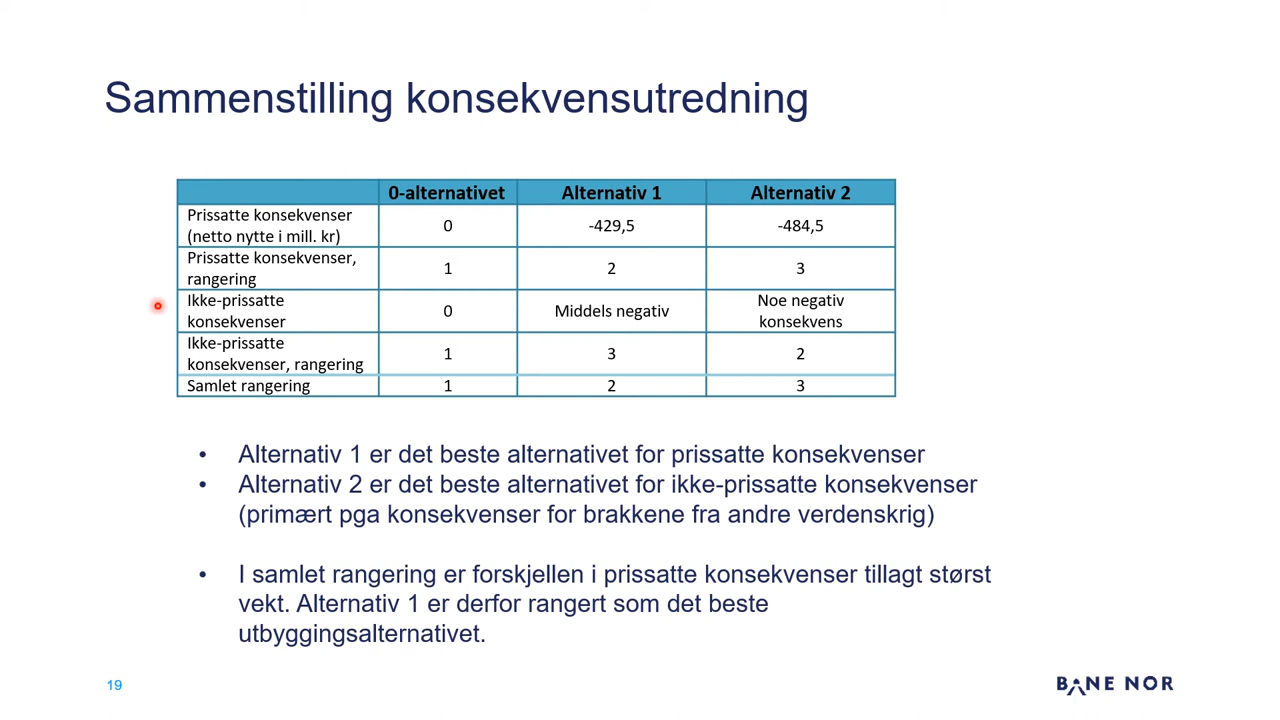 Sammenstilling konsekvensutredning
0-alternativet Alternativ 1 Alternativ 2
Prissatte konsekvenser
(netto nytte i mill. kr) 0 -429,5 -484,5
Prissatte konsekvenser,
rangering 1 2 3
Ikke-prissatte
konsekvenser 0 Middels negativ Noe negativ
konsekvens
Ikke-prissatte
konsekvenser, rangering 1 3 2
Samlet rangering 1 2 3
• Alternativ 1 er det beste alternativet for prissatte konsekvenser
• Alternativ 2 er det beste alternativet for ikke-prissatte konsekvenser
(primært pga konsekvenser for brakkene fra andre verdenskrig)
• I samlet rangering er forskjellen i prissatte konsekvenser tillagt størst
vekt. Alternativ 1 er derfor rangert som det beste
utbyggingsalternativet.
19
BANE NOR